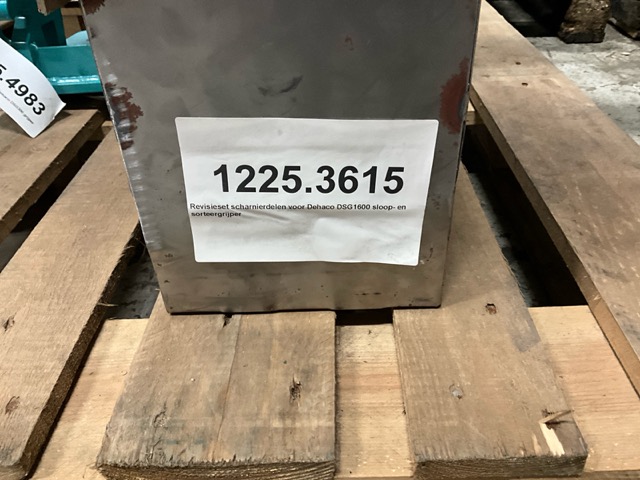 5.4983
1225.3615
Revisieset scharnierdelen voor Dehaco DSG1600 sloop- en
sorteergrijper